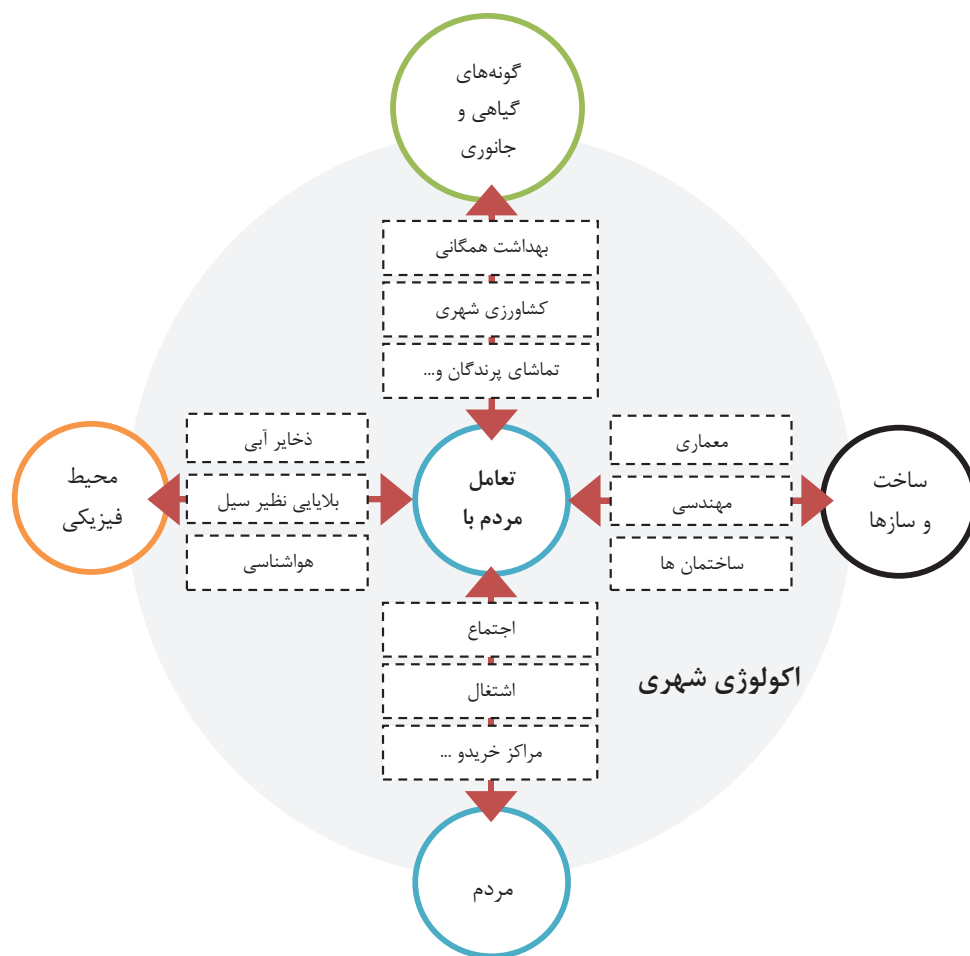 گونه‌های
گیاهی و
جانوری
بهداشت همگانی
کشاورزی شهری
تماشای پرندگان و...
معماری
مهندسی
ساختمان ها
ساخت
و سازها
تعامل
مردم با
ذخایر آبی
بلایایی نظیر سیل
هواشناسی
محیط
فیزیکی
اجتماع
اشتغال
مراکز خریدو ...
اکولوژی شهری
مردم